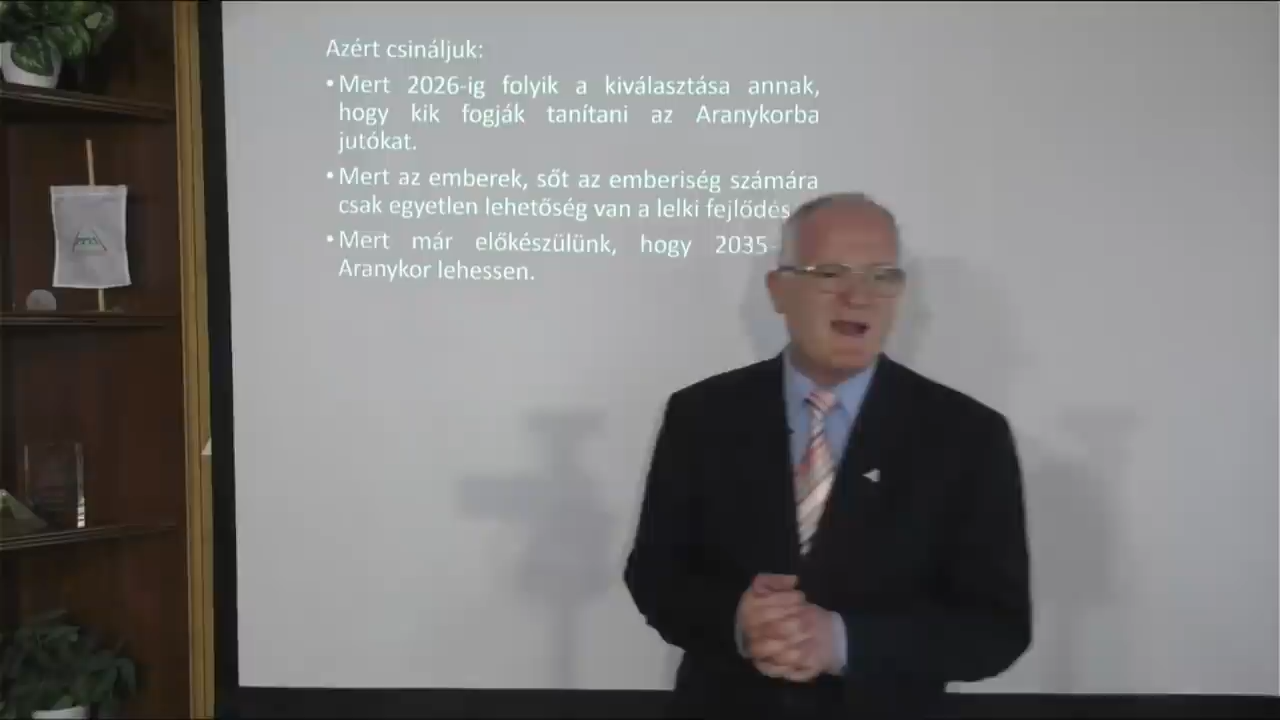 Azért csináljuk:
• Mert 2026-ig folyik a kiválasztása annak,
hogy kik fogják tanítani az Aranykorba
jutókat.
• Mert az emberek, sőt az emberiség számára
csak egyetlen lehetőség van a lelki fejlődés
• Mert már előkészülünk, hogy 2035-
Aranykor lehessen.